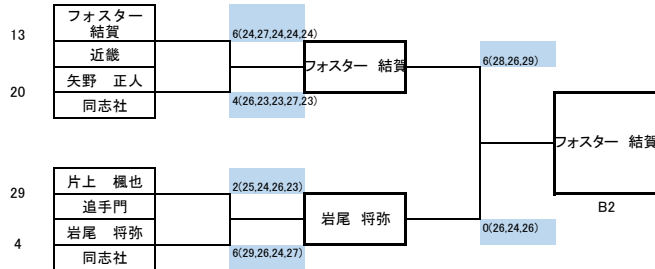 13
フォスター
結賀
近畿
6(24,27,24,24,24)
フォスター 結賀
6(28,26,29)
20
矢野 正人
同志社
4(26,23,23,27,23)
フォスター 結賀
B2
29
片上 楓也
追手門
2(25,24,26,23)
岩尾 将弥
0(26,24,26)
4
岩尾 将弥
同志社
6(29,26,24,27)